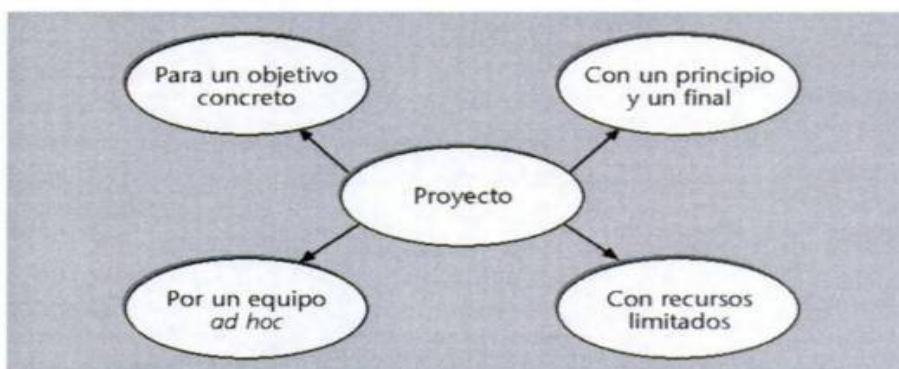 Para un objetivo
concreto
Con un principio
y un final
Proyecto
Por un equipo
ad hoc
Con recursos
limitados